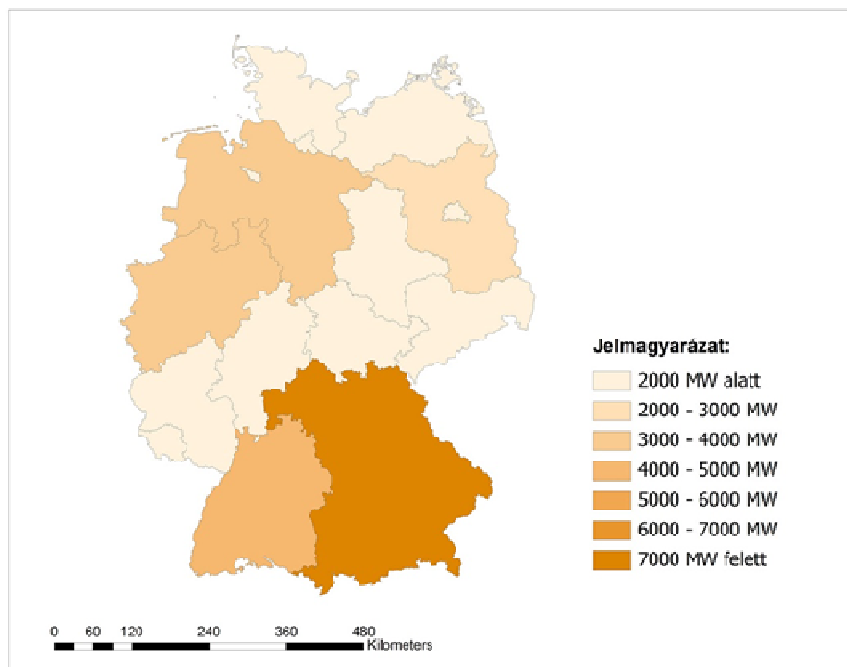 Jelmagyarázat:
2000 MW alatt
2000 - 3000 MW
3000 - 4000 MW
4000 - 5000 MW
5000 - 6000 MW
6000 - 7000 MW
7000 MW felett
0 60 120 240 360 480
Kilometers